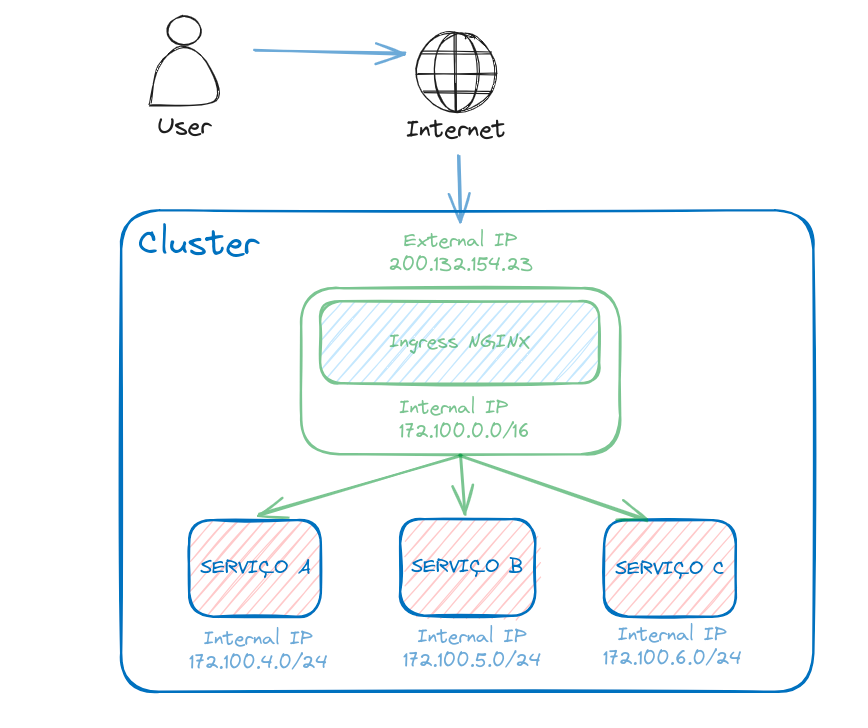 User
Internet
Cluster
External IP
200.132.154.23
Ingress NGINX
Internal IP
172.100.0.0/16
SERVIÇO A
SERVIÇO B
SERVIÇO C
Internal IP
172.100.4.0/24
Internal IP
172.100.5.0/24
Internal IP
172.100.6.0/24